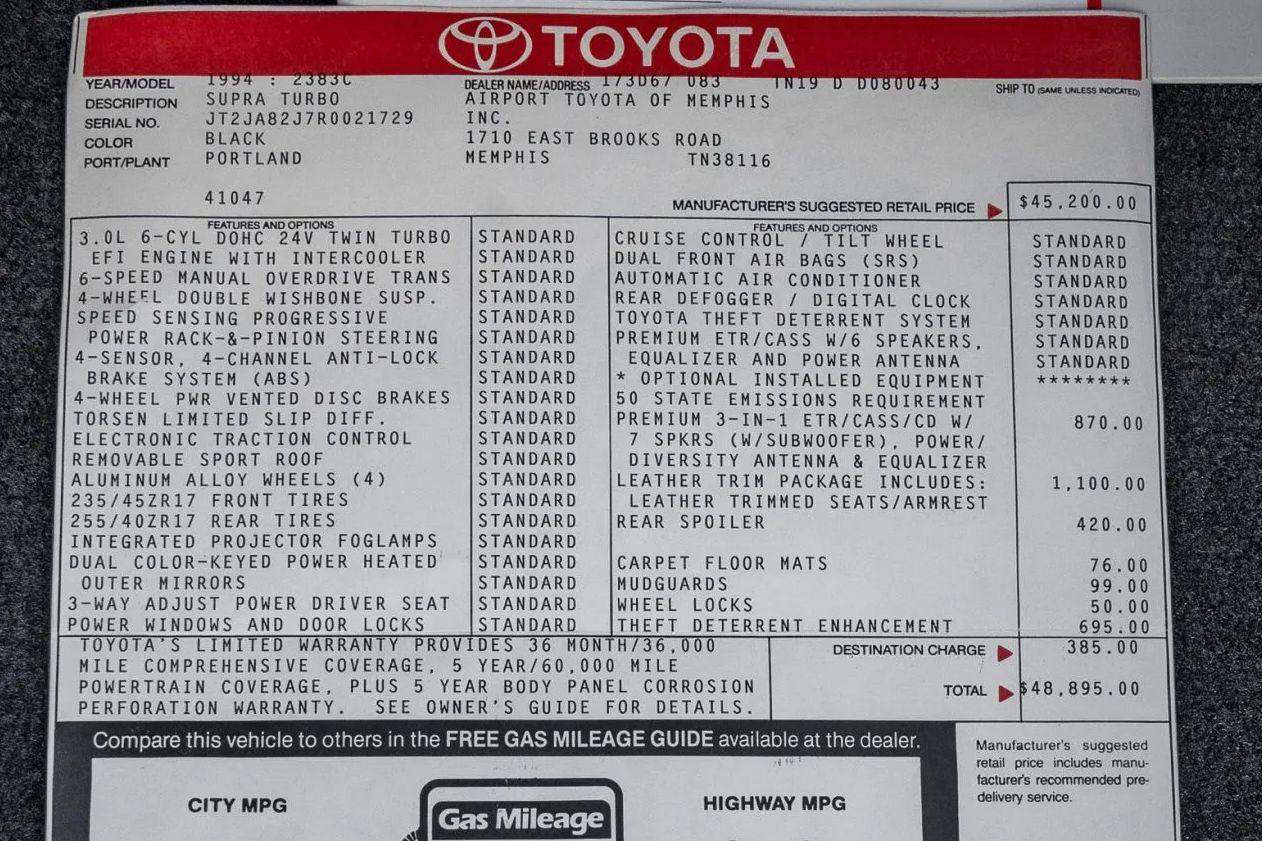 TOYOTA
YEAR/MODEL 1994 : 2383C
DESCRIPTION SUPRA TURBO
SERIAL NO. JT2JA82J7R0021729
COLOR BLACK
PORT/PLANT PORTLAND
41047
DEALER NAME/ADDRESS 173D67 083 TN19 D D080043
AIRPORT TOYOTA OF MEMPHIS
INC.
1710 EAST BROOKS ROAD
MEMPHIS TN38116
SHIP TO (SAME UNLESS INDICATED)
MANUFACTURER'S SUGGESTED RETAIL PRICE $45,200.00
FEATURES AND OPTIONS
3.0L 6-CYL DOHC 24V TWIN TURBO STANDARD
EFI ENGINE WITH INTERCOOLER STANDARD
6-SPEED MANUAL OVERDRIVE TRANS STANDARD
4-WHEEL DOUBLE WISHBONE SUSP. STANDARD
SPEED SENSING PROGRESSIVE STANDARD
POWER RACK-&-PINION STEERING STANDARD
4-SENSOR, 4-CHANNEL ANTI-LOCK STANDARD
BRAKE SYSTEM (ABS) STANDARD
4-WHEEL PWR VENTED DISC BRAKES STANDARD
TORSEN LIMITED SLIP DIFF. STANDARD
ELECTRONIC TRACTION CONTROL STANDARD
REMOVABLE SPORT ROOF STANDARD
ALUMINUM ALLOY WHEELS (4) STANDARD
235/45ZR17 FRONT TIRES STANDARD
255/40ZR17 REAR TIRES STANDARD
INTEGRATED PROJECTOR FOGLAMPS STANDARD
DUAL COLOR-KEYED POWER HEATED STANDARD
OUTER MIRRORS STANDARD
3-WAY ADJUST POWER DRIVER SEAT STANDARD
POWER WINDOWS AND DOOR LOCKS STANDARD
FEATURES AND OPTIONS
CRUISE CONTROL / TILT WHEEL STANDARD
DUAL FRONT AIR BAGS (SRS) STANDARD
AUTOMATIC AIR CONDITIONER STANDARD
REAR DEFOGGER / DIGITAL CLOCK STANDARD
TOYOTA THEFT DETERRENT SYSTEM STANDARD
PREMIUM ETR/CASS W/6 SPEAKERS, STANDARD
EQUALIZER AND POWER ANTENNA STANDARD
* OPTIONAL INSTALLED EQUIPMENT ********
50 STATE EMISSIONS REQUIREMENT
PREMIUM 3-IN-1 ETR/CASS/CD W/ 870.00
7 SPKRS (W/SUBWOOFER), POWER/
DIVERSITY ANTENNA & EQUALIZER
LEATHER TRIM PACKAGE INCLUDES: 1,100.00
LEATHER TRIMMED SEATS/ARMREST
REAR SPOILER 420.00
CARPET FLOOR MATS 76.00
MUDGUARDS 99.00
WHEEL LOCKS 50.00
THEFT DETERRENT ENHANCEMENT 695.00
TOYOTA'S LIMITED WARRANTY PROVIDES 36 MONTH/36,000
MILE COMPREHENSIVE COVERAGE, 5 YEAR/60,000 MILE
POWERTRAIN COVERAGE, PLUS 5 YEAR BODY PANEL CORROSION
PERFORATION WARRANTY. SEE OWNER'S GUIDE FOR DETAILS.
DESTINATION CHARGE 385.00
TOTAL $48,895.00
Compare this vehicle to others in the FREE GAS MILEAGE GUIDE available at the dealer.
CITY MPG
Gas Mileage
HIGHWAY MPG
Manufacturer's suggested
retail price includes manu-
facturer's recommended pre-
delivery service.